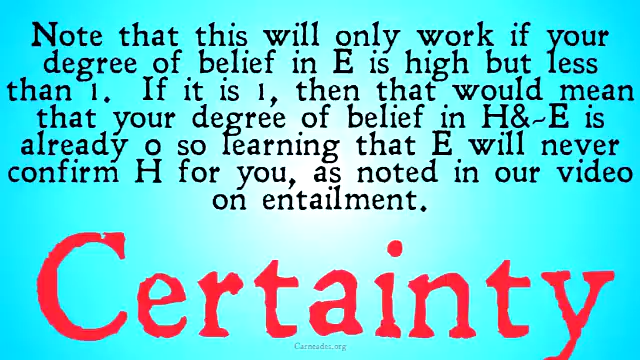 Note that this will only work if your
degree of belief in E is high but less
than 1. If it is 1, then that would mean
that your degree of belief in H&~E is
already 0 so learning that E will never
confirm H for you, as noted in our video
on entailment.
Certainty
Carneades.org